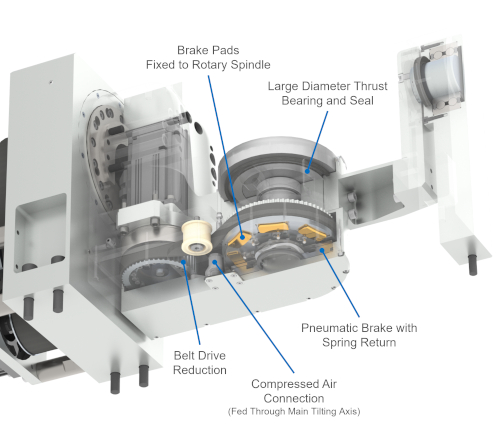 Brake Pads
Fixed to Rotary Spindle
Large Diameter Thrust
Bearing and Seal
Pneumatic Brake with
Spring Return
Belt Drive
Reduction
Compressed Air
Connection
(Fed Through Main Tilting Axis)